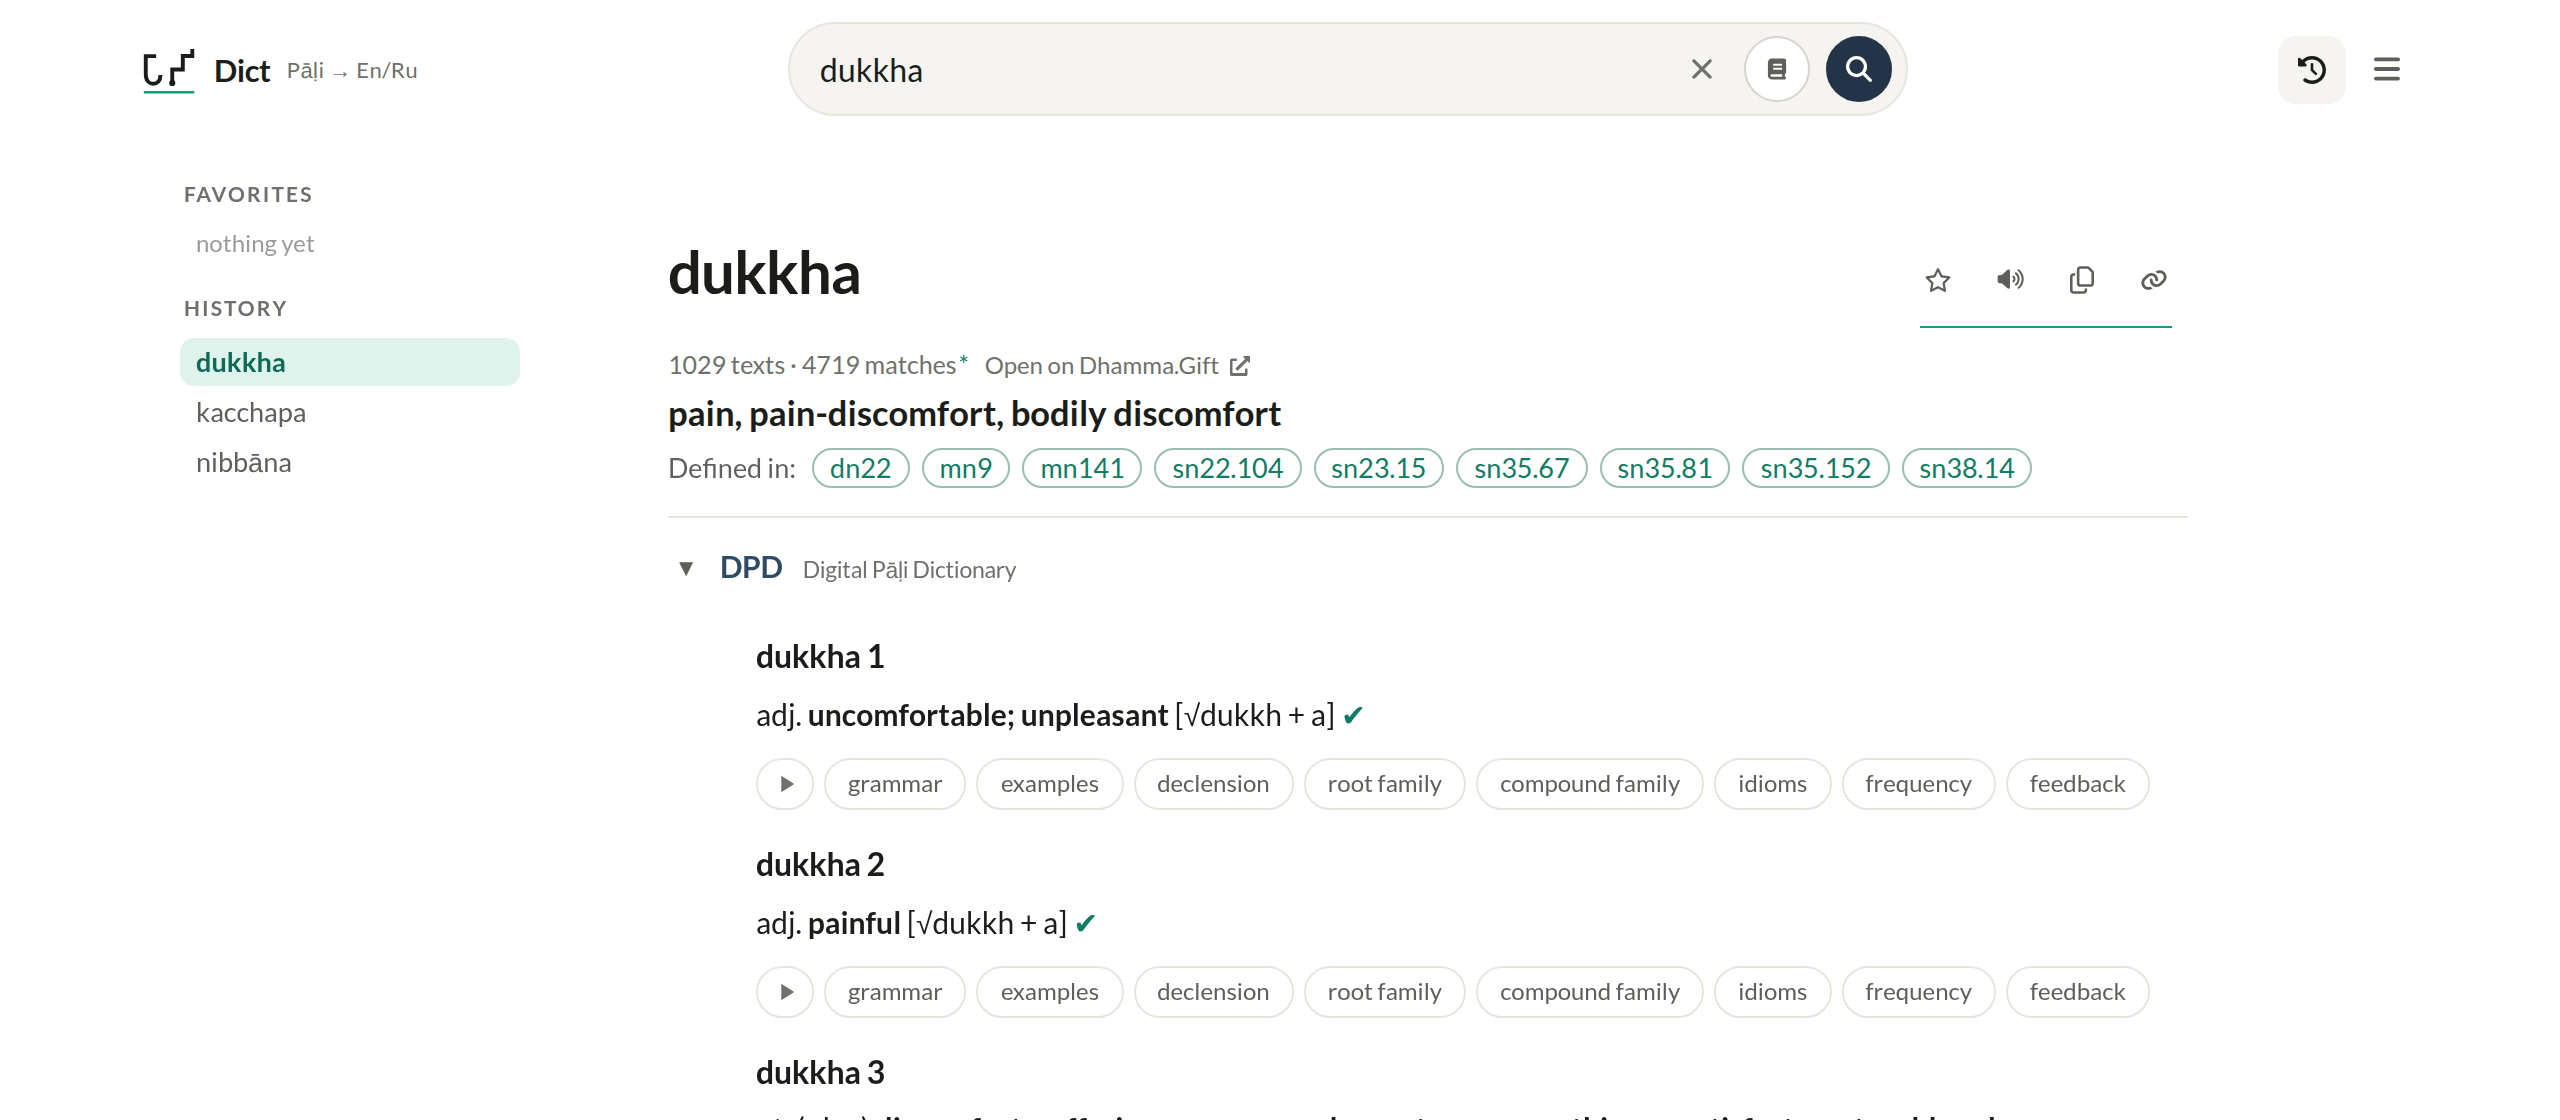 Dict Pāḷi → En/Ru
dukkha
FAVORITES
nothing yet
HISTORY
dukkha
kacchapa
nibbāna
dukkha
1029 texts · 4719 matches* Open on Dhamma.Gift
pain, pain-discomfort, bodily discomfort
Defined in: dn22 mn9 mn141 sn22.104 sn23.15 sn35.67 sn35.81 sn35.152 sn38.14
▼ DPD Digital Pāḷi Dictionary
dukkha 1
adj. uncomfortable; unpleasant [√dukkh + a] ✔
▶ grammar examples declension root family compound family idioms frequency feedback
dukkha 2
adj. painful [√dukkh + a] ✔
▶ grammar examples declension root family compound family idioms frequency feedback
dukkha 3